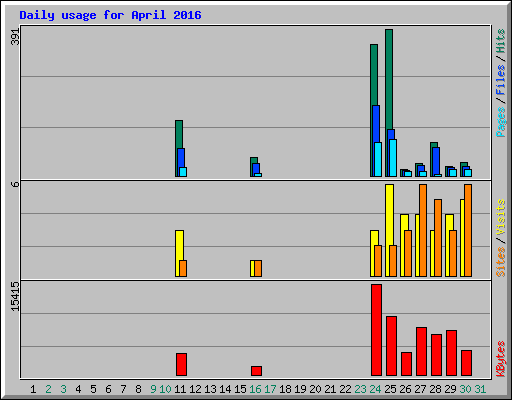 Daily usage for April 2016
391
Pages / Files / Hits
6
Sites / Visits
15415
KBytes
1 2 3 4 5 6 7 8 9 10 11 12 13 14 15 16 17 18 19 20 21 22 23 24 25 26 27 28 29 30 31